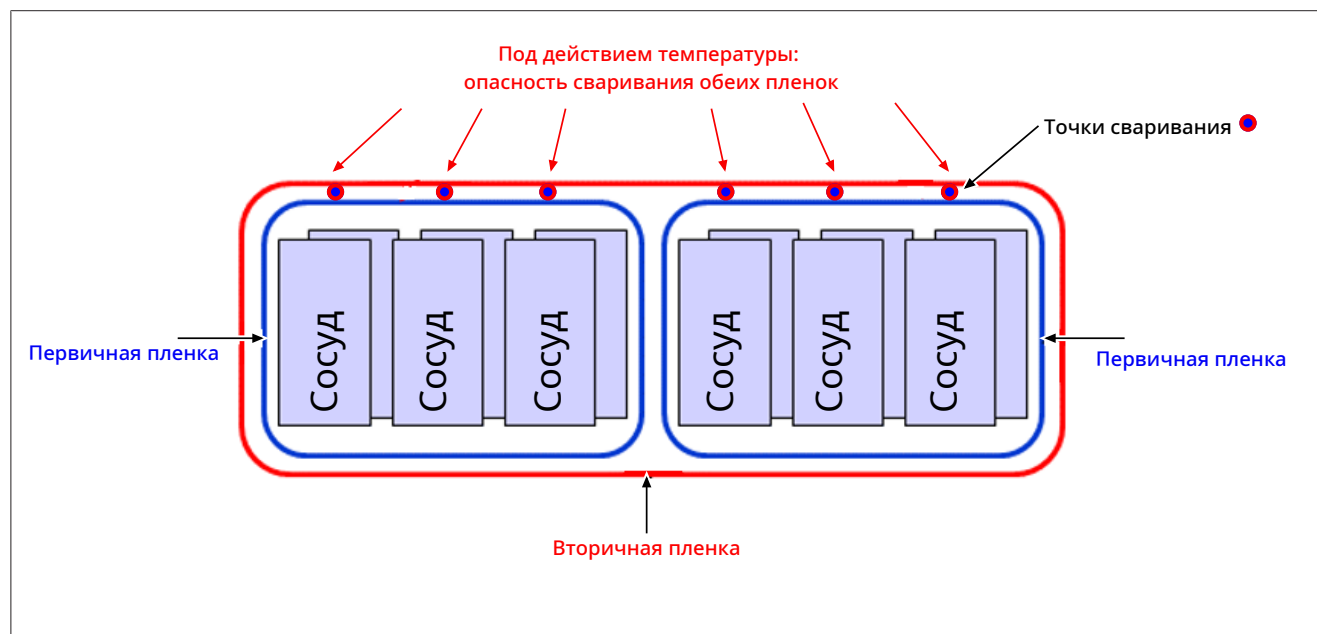 Под действием температуры:
опасность сваривания обеих пленок
Точки сваривания
Сосуд
Сосуд
Сосуд
Сосуд
Сосуд
Сосуд
Первичная пленка
Первичная пленка
Вторичная пленка